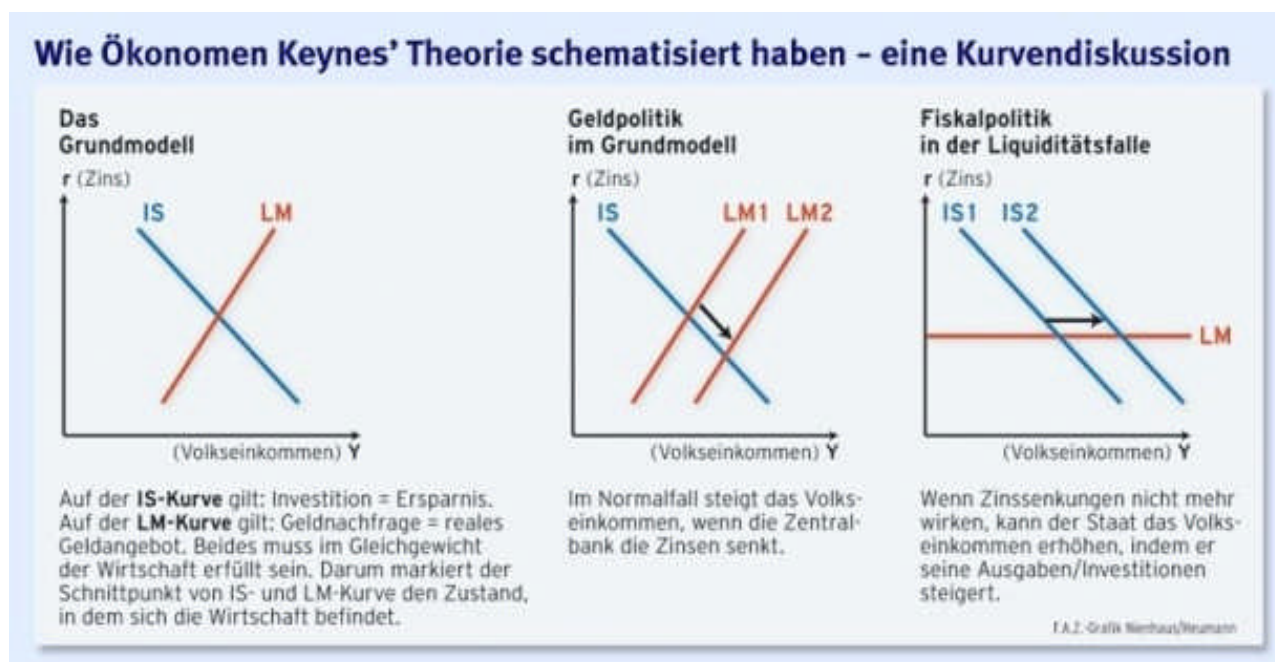 Wie Ökonomen Keynes’ Theorie schematisiert haben – eine Kurvendiskussion
Das
Grundmodell
r (Zins)
IS
LM
(Volkseinkommen) Y
Auf der IS-Kurve gilt: Investition = Ersparnis.
Auf der LM-Kurve gilt: Geldnachfrage = reales
Geldangebot. Beides muss im Gleichgewicht
der Wirtschaft erfüllt sein. Darum markiert der
Schnittpunkt von IS- und LM-Kurve den Zustand,
in dem sich die Wirtschaft befindet.
Geldpolitik
im Grundmodell
r (Zins)
IS
LM1 LM2
(Volkseinkommen) Y
Im Normalfall steigt das Volks-
einkommen, wenn die Zentral-
bank die Zinsen senkt.
Fiskalpolitik
in der Liquiditätsfalle
r (Zins)
IS1 IS2
LM
(Volkseinkommen) Y
Wenn Zinssenkungen nicht mehr
wirken, kann der Staat das Volks-
einkommen erhöhen, indem er
seine Ausgaben/Investitionen
steigert.
F.A.Z.-Grafik Nienhaus/Heumann